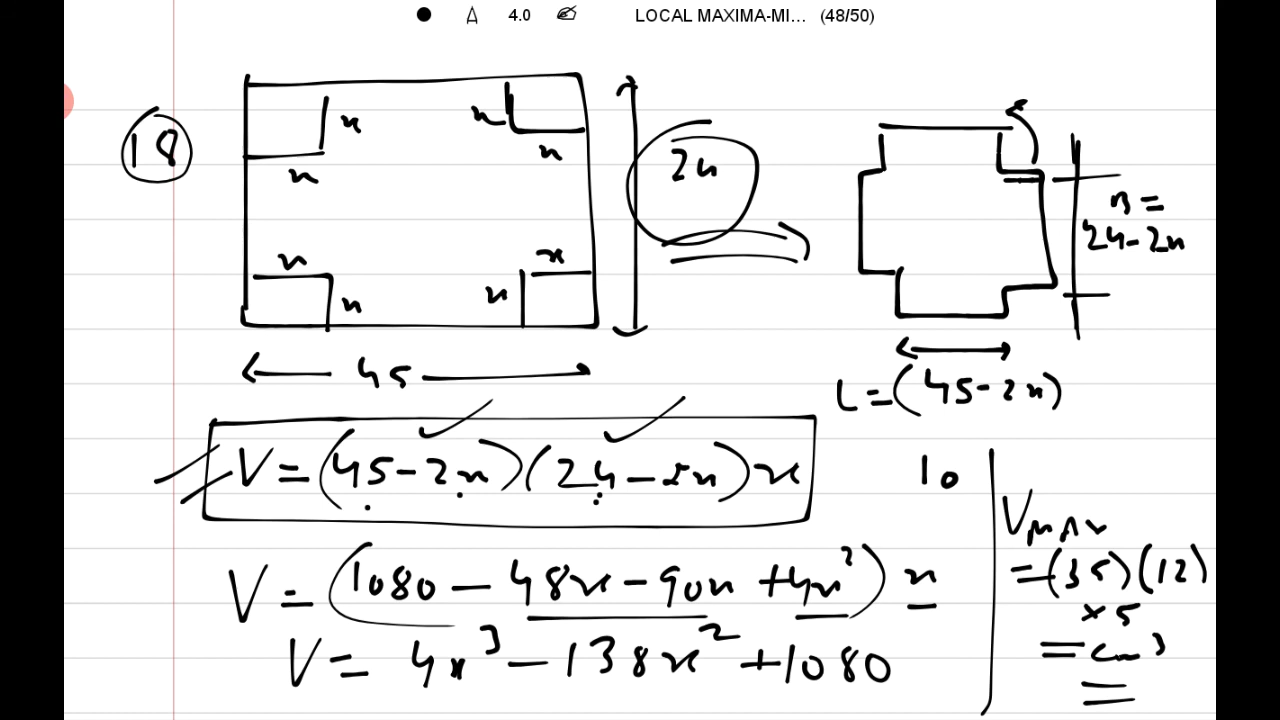 LOCAL MAXIMA-MI... (48/50)
4.0
18
x
x
x
x
24
x
x
x
x
45
B =
24-2x
L = (45-2x)
V = (45-2x)(24-2x)x
10
V = (1080 - 48x - 90x + 4x²) x
V = 4x³ - 138x² + 1080
Vmax
= (35)(12)
x 5
= cm³